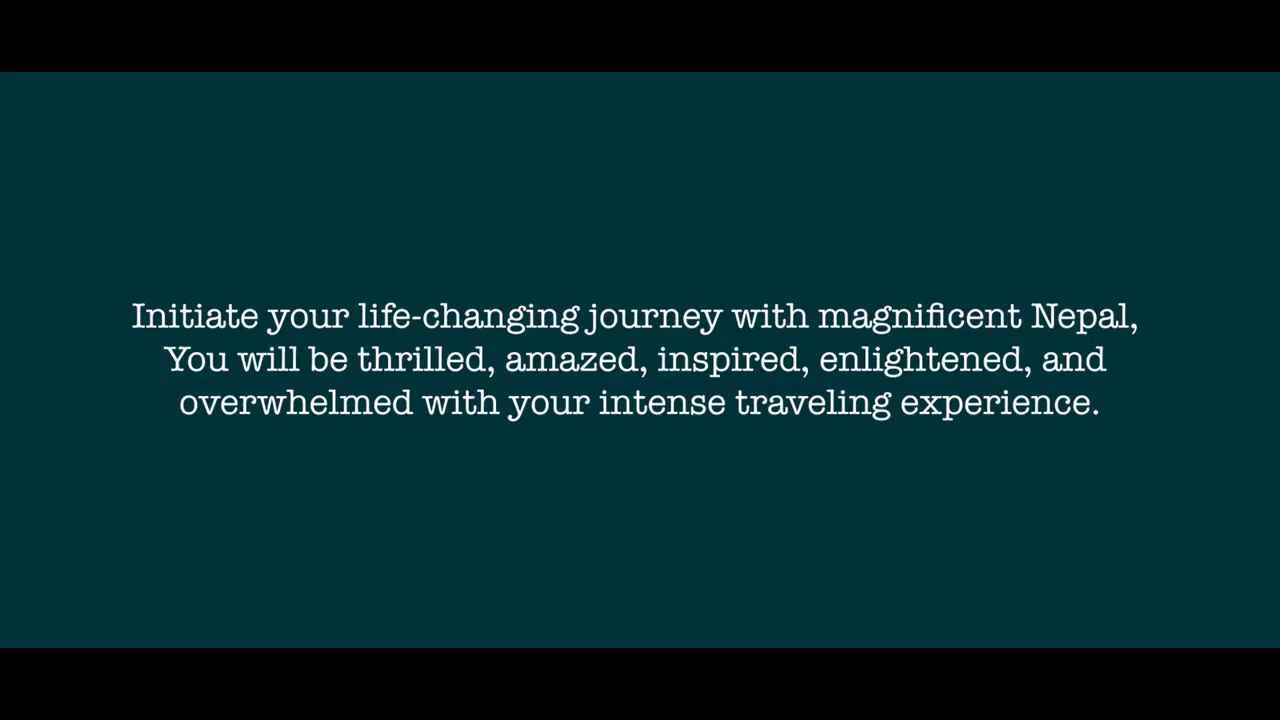 Initiate your life-changing journey with magnificent Nepal,
You will be thrilled, amazed, inspired, enlightened, and
overwhelmed with your intense traveling experience.